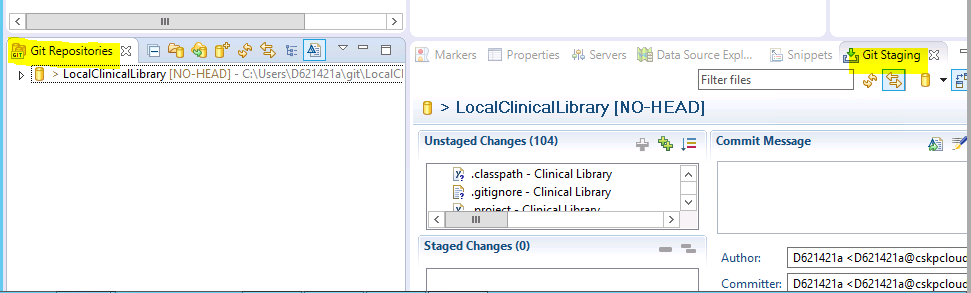 Git Repositories
> LocalClinicalLibrary [NO-HEAD] - C:\Users\D621421a\git\LocalCl
Markers Properties Servers Data Source Expl... Snippets Git Staging
Filter files
> LocalClinicalLibrary [NO-HEAD]
Unstaged Changes (104)
.classpath - Clinical Library
.gitignore - Clinical Library
.project - Clinical Library
Staged Changes (0)
Commit Message
Author: D621421a <D621421a@cskpcloud
Committer: D621421a <D621421a@cskpcloud